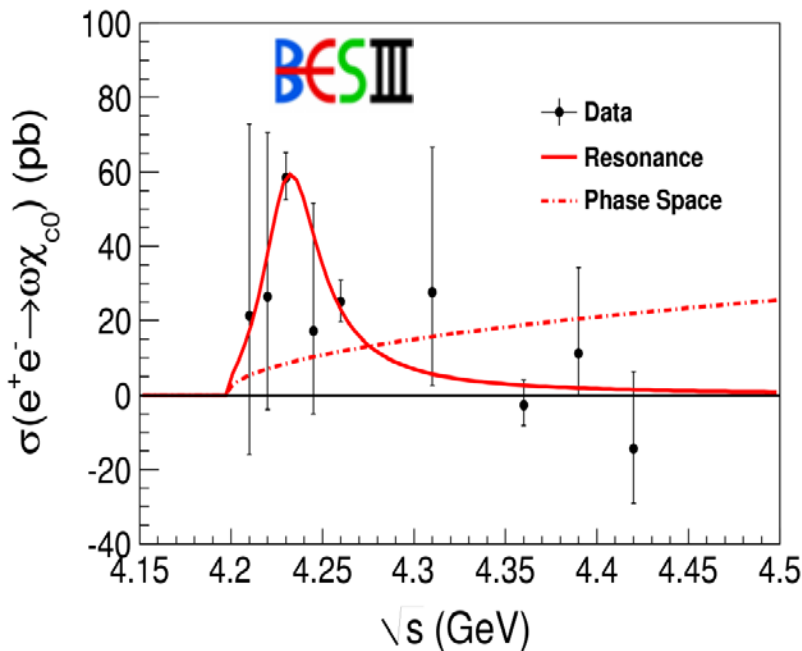 BESIII
100
80
60
40
20
0
-20
-40
σ(e⁺e⁻→ωχc0) (pb)
Data
Resonance
Phase Space
4.15 4.2 4.25 4.3 4.35 4.4 4.45 4.5
√s (GeV)